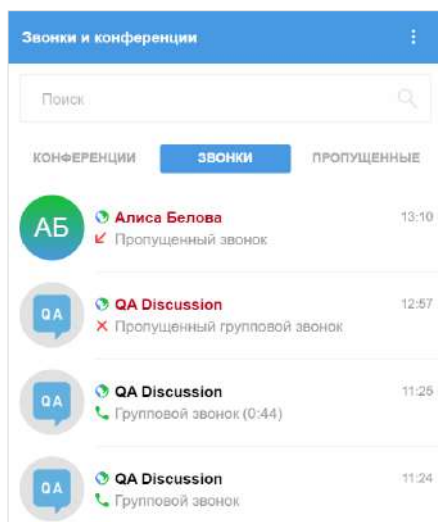 Звонки и конференции
Поиск
КОНФЕРЕНЦИИ ЗВОНКИ ПРОПУЩЕННЫЕ
АБ Алиса Белова 13:10
Пропущенный звонок
QA QA Discussion 12:57
Пропущенный групповой звонок
QA QA Discussion 11:25
Групповой звонок (0:44)
QA QA Discussion 11:24
Групповой звонок